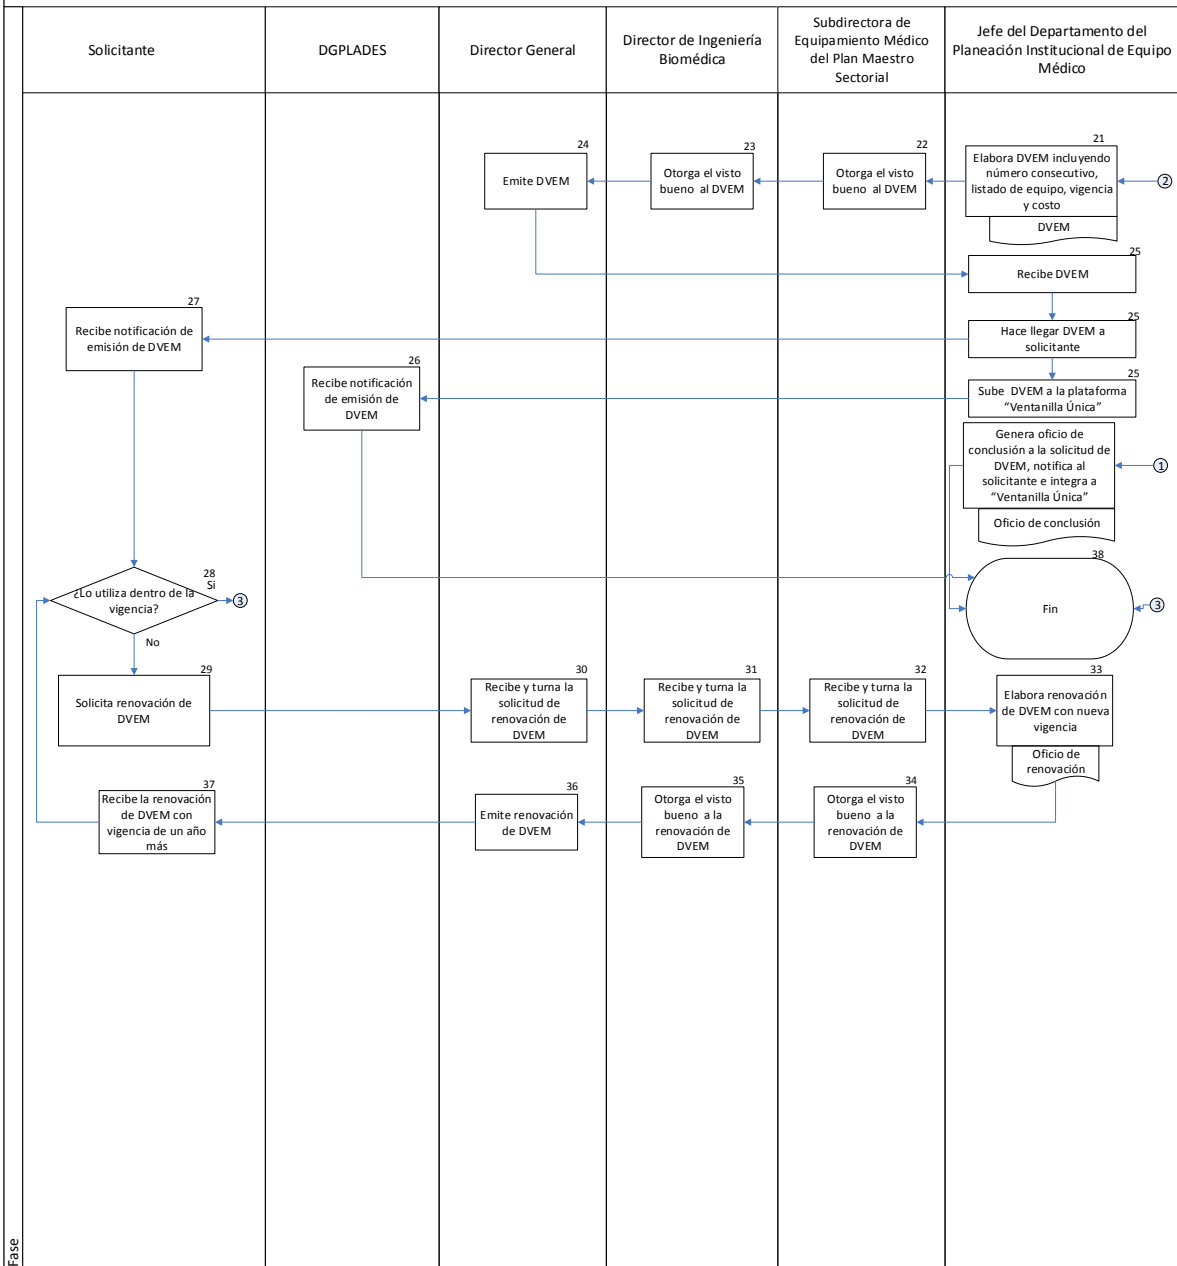 Solicitante
DGPLADES
Director General
Director de Ingeniería
Biomédica
Subdirectora de
Equipamiento Médico
del Plan Maestro
Sectorial
Jefe del Departamento del
Planeación Institucional de Equipo
Médico
24
Emite DVEM
23
Otorga el visto
bueno al DVEM
22
Otorga el visto
bueno  al DVEM
21
Elabora DVEM incluyendo
número consecutivo,
listado de equipo, vigencia
y costo
DVEM
2
25
Recibe DVEM
27
Recibe notificación de
emisión de DVEM
25
Hace llegar DVEM a
solicitante
26
Recibe notificación
de emisión de
DVEM
25
Sube  DVEM a la plataforma
“Ventanilla Única”
Genera oficio de
conclusión a la solicitud de
DVEM, notifica al
solicitante e integra a
“Ventanilla Única”
1
Oficio de conclusión
28
Sì
¿Lo utiliza dentro de la
vigencia?
3
No
38
Fin
3
29
Solicita renovación de
DVEM
30
Recibe y turna la
solicitud de
renovación de
DVEM
31
Recibe y turna la
solicitud de
renovación de
DVEM
32
Recibe y turna la
solicitud de
renovación de
DVEM
33
Elabora renovación
de DVEM con nueva
vigencia
Oficio de
renovación
37
Recibe la renovación
de DVEM con
vigencia de un año
más
36
Emite renovación
de DVEM
35
Otorga el visto
bueno  a la
renovación de
DVEM
34
Otorga el visto
bueno  a la
renovación de
DVEM
Fase